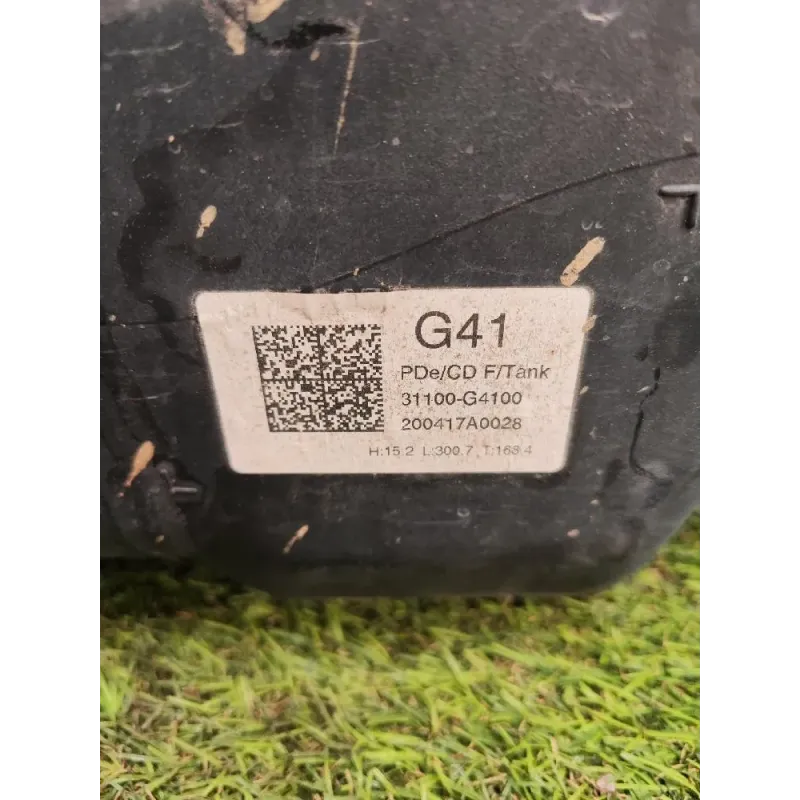 G41
PDe/CD F/Tank
31100-G4100
200417A0028
H:15.2 L:300.7 T:168.4